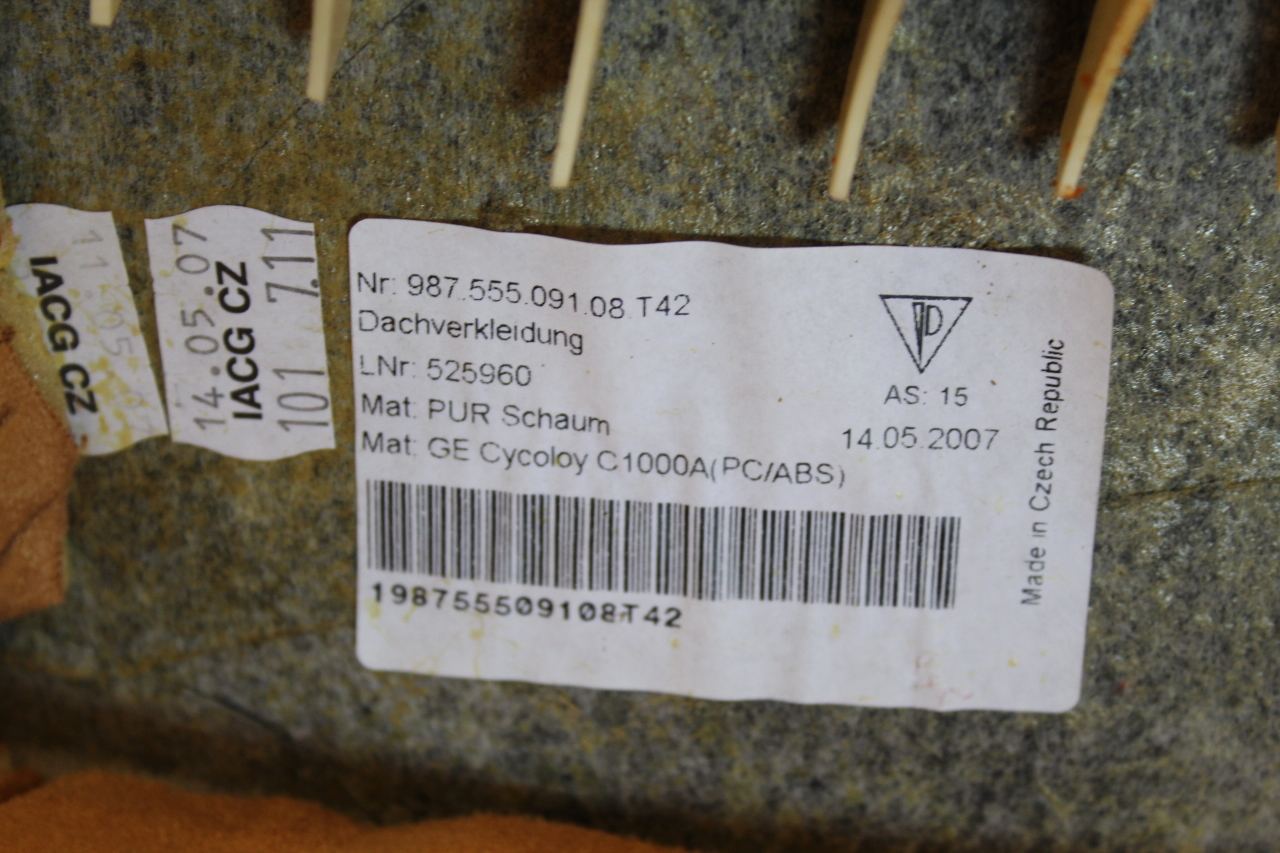 IACG CZ
14.05.07
IACG CZ
101 7.11
Nr: 987.555.091.08.T42
Dachverkleidung
LNr: 525960
Mat: PUR Schaum
Mat: GE Cycoloy C1000A(PC/ABS)
AS: 15
14.05.2007
Made in Czech Republic
198755509108T42